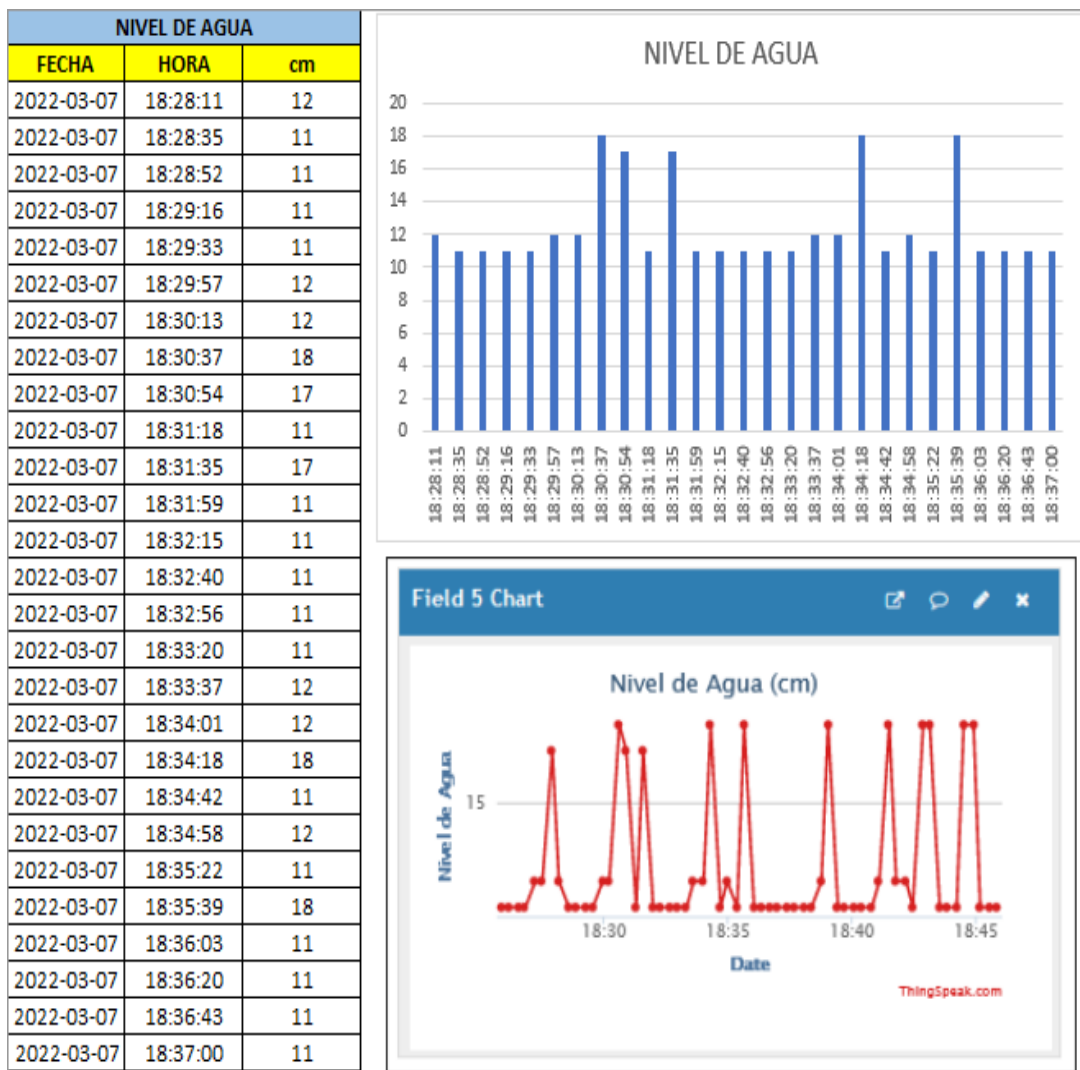 NIVEL DE AGUA
FECHA HORA cm
2022-03-07 18:28:11 12
2022-03-07 18:28:35 11
2022-03-07 18:28:52 11
2022-03-07 18:29:16 11
2022-03-07 18:29:33 11
2022-03-07 18:29:57 12
2022-03-07 18:30:13 12
2022-03-07 18:30:37 18
2022-03-07 18:30:54 17
2022-03-07 18:31:18 11
2022-03-07 18:31:35 17
2022-03-07 18:31:59 11
2022-03-07 18:32:15 11
2022-03-07 18:32:40 11
2022-03-07 18:32:56 11
2022-03-07 18:33:20 11
2022-03-07 18:33:37 12
2022-03-07 18:34:01 12
2022-03-07 18:34:18 18
2022-03-07 18:34:42 11
2022-03-07 18:34:58 12
2022-03-07 18:35:22 11
2022-03-07 18:35:39 18
2022-03-07 18:36:03 11
2022-03-07 18:36:20 11
2022-03-07 18:36:43 11
2022-03-07 18:37:00 11
NIVEL DE AGUA
20
18
16
14
12
10
8
6
4
2
0
18:28:11
18:28:35
18:28:52
18:29:16
18:29:33
18:29:57
18:30:13
18:30:37
18:30:54
18:31:18
18:31:35
18:31:59
18:32:15
18:32:40
18:32:56
18:33:20
18:33:37
18:34:01
18:34:18
18:34:42
18:34:58
18:35:22
18:35:39
18:36:03
18:36:20
18:36:43
18:37:00
Field 5 Chart
Nivel de Agua (cm)
Nivel de Agua
15
18:30 18:35 18:40 18:45
Date
ThingSpeak.com